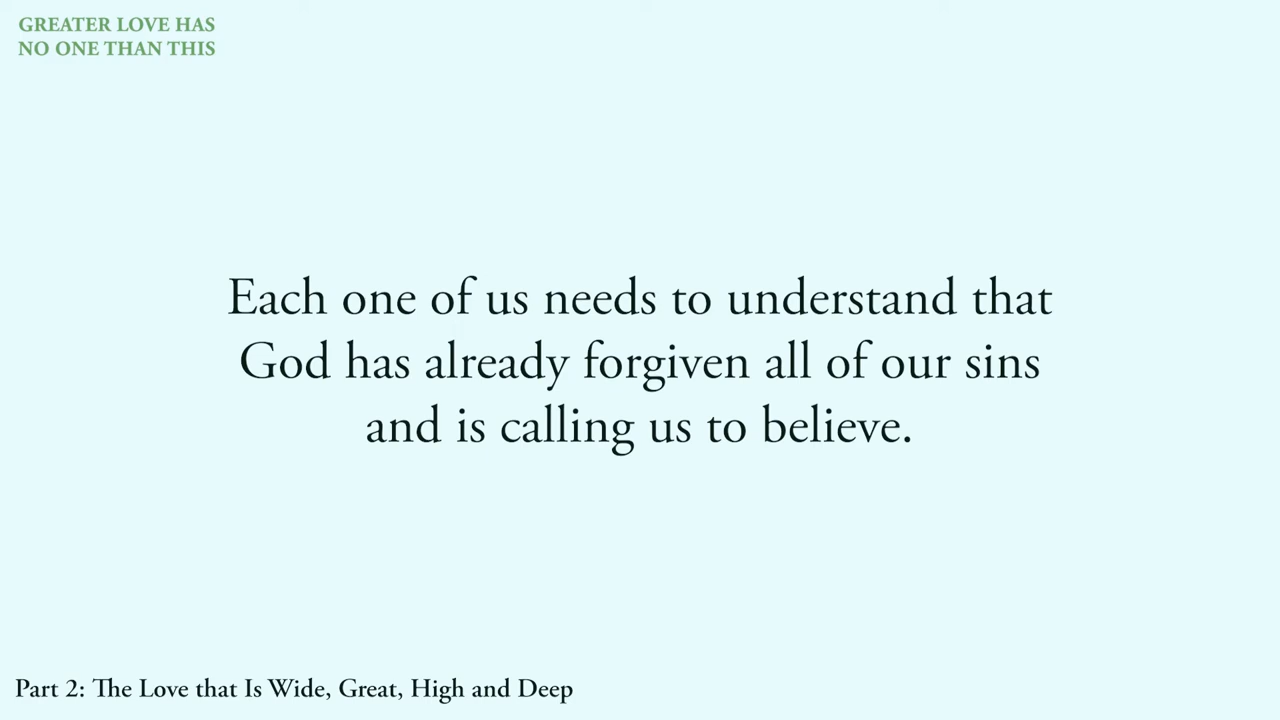 GREATER LOVE HAS
NO ONE THAN THIS
Each one of us needs to understand that
God has already forgiven all of our sins
and is calling us to believe.
Part 2: The Love that Is Wide, Great, High and Deep